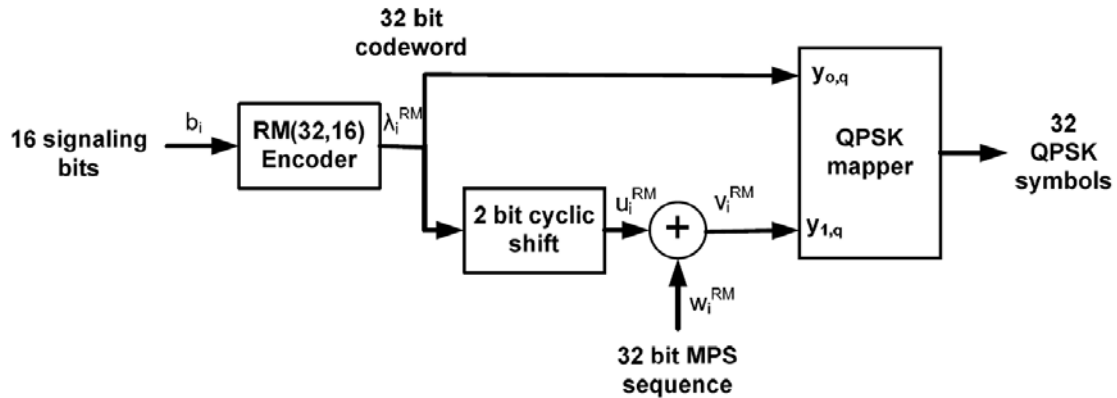 32 bit
codeword
y₀,q
16 signaling
bits
bᵢ
RM(32,16)
Encoder
λᵢᴿᴹ
QPSK
mapper
32
QPSK
symbols
2 bit cyclic
shift
uᵢᴿᴹ
+
vᵢᴿᴹ
y₁,q
wᵢᴿᴹ
32 bit MPS
sequence